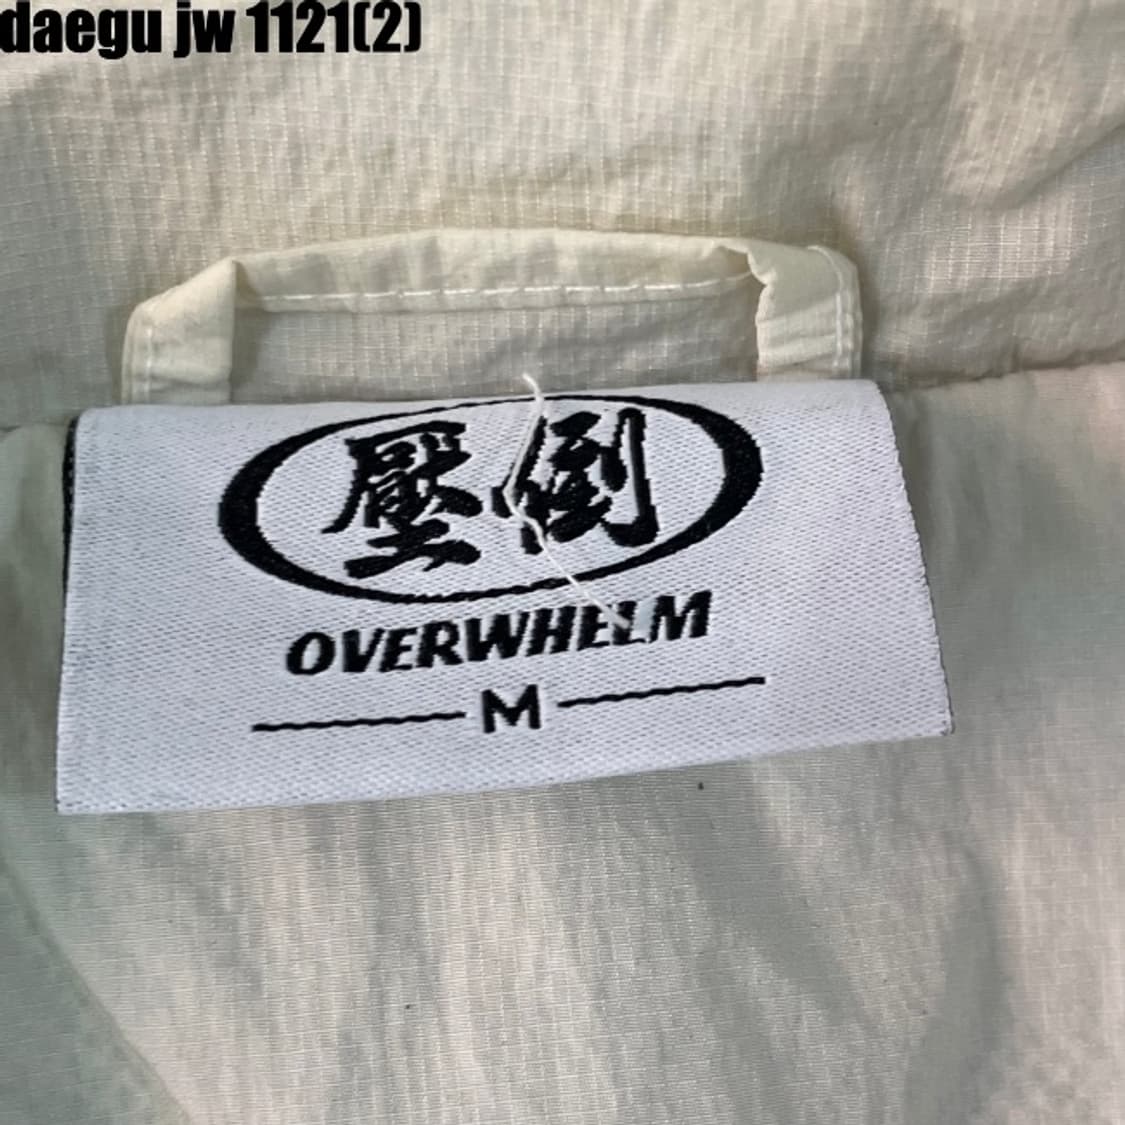 daegu jw 1121(2)
壓倒
OVERWHELM
M